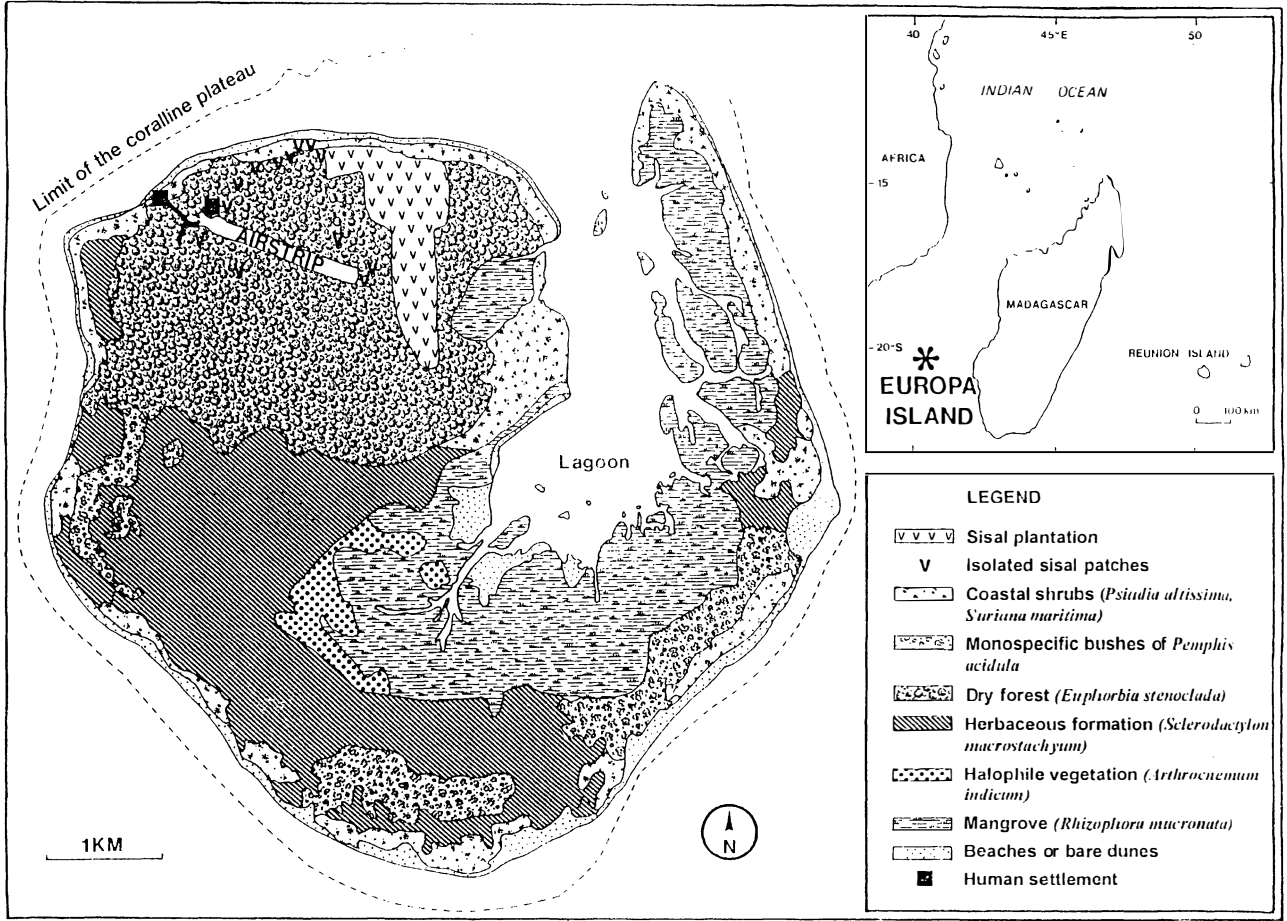 Limit of the coralline plateau
AIRSTRIP
Lagoon
1KM
N
40
45°E
50
INDIAN OCEAN
AFRICA
15
MADAGASCAR
20°S
REUNION ISLAND
EUROPA
ISLAND
0 100 km
LEGEND
V V V V Sisal plantation
V Isolated sisal patches
Coastal shrubs (Psiadia altissima,
Suriana maritima)
Monospecific bushes of Pemphis
acidula
Dry forest (Euphorbia stenoclada)
Herbaceous formation (Sclerodactylon
macrostachyum)
Halophile vegetation (Arthrocnemum
indicum)
Mangrove (Rhizophora mucronata)
Beaches or bare dunes
Human settlement